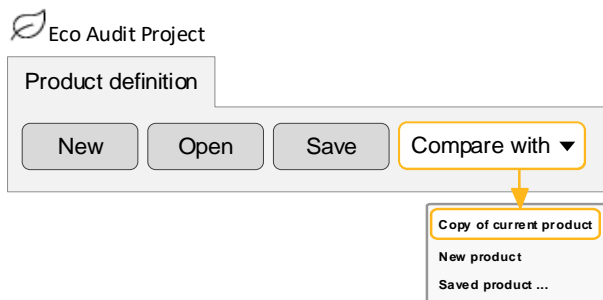 Eco Audit Project
Product definition
New Open Save Compare with
Copy of current product
New product
Saved product ...